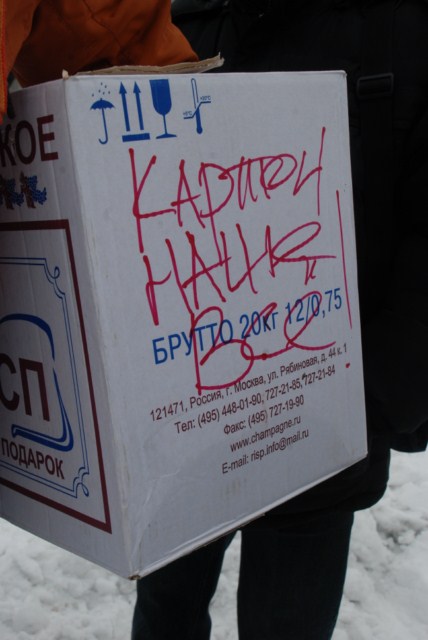 КОЕ
СП
ПОДАРОК
КАРТОН
НАШЕ
ВСЕ!
БРУТТО 20кг 12/0,75
121471, Россия, г. Москва, ул. Рябиновая, д. 44 к. 1
Тел: (495) 448-01-90, 727-21-85, 727-21-84
Факс: (495) 727-19-90
www.champagne.ru
E-mail: risp.info@mail.ru